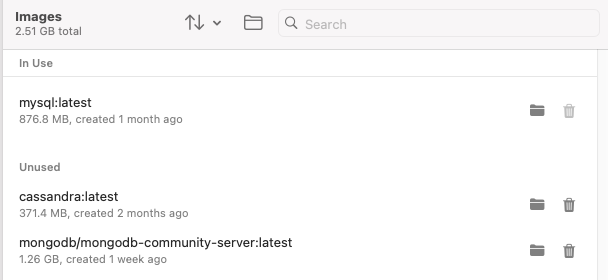 Images
2.51 GB total
Search
In Use
mysql:latest
876.8 MB, created 1 month ago
Unused
cassandra:latest
371.4 MB, created 2 months ago
mongodb/mongodb-community-server:latest
1.26 GB, created 1 week ago